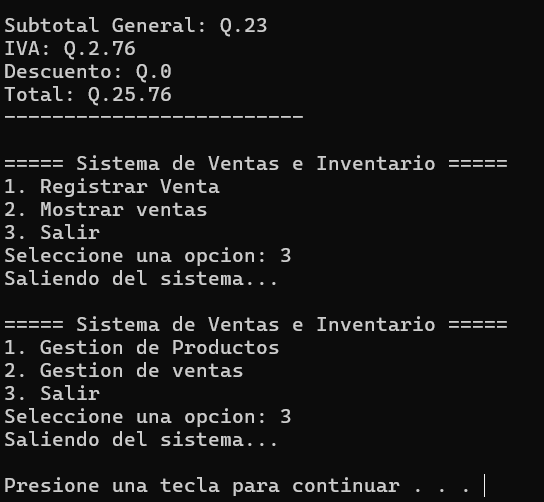 Subtotal General: Q.23
IVA: Q.2.76
Descuento: Q.0
Total: Q.25.76
-------------------------
===== Sistema de Ventas e Inventario =====
1. Registrar Venta
2. Mostrar ventas
3. Salir
Seleccione una opcion: 3
Saliendo del sistema...
===== Sistema de Ventas e Inventario =====
1. Gestion de Productos
2. Gestion de ventas
3. Salir
Seleccione una opcion: 3
Saliendo del sistema...
Presione una tecla para continuar . . .